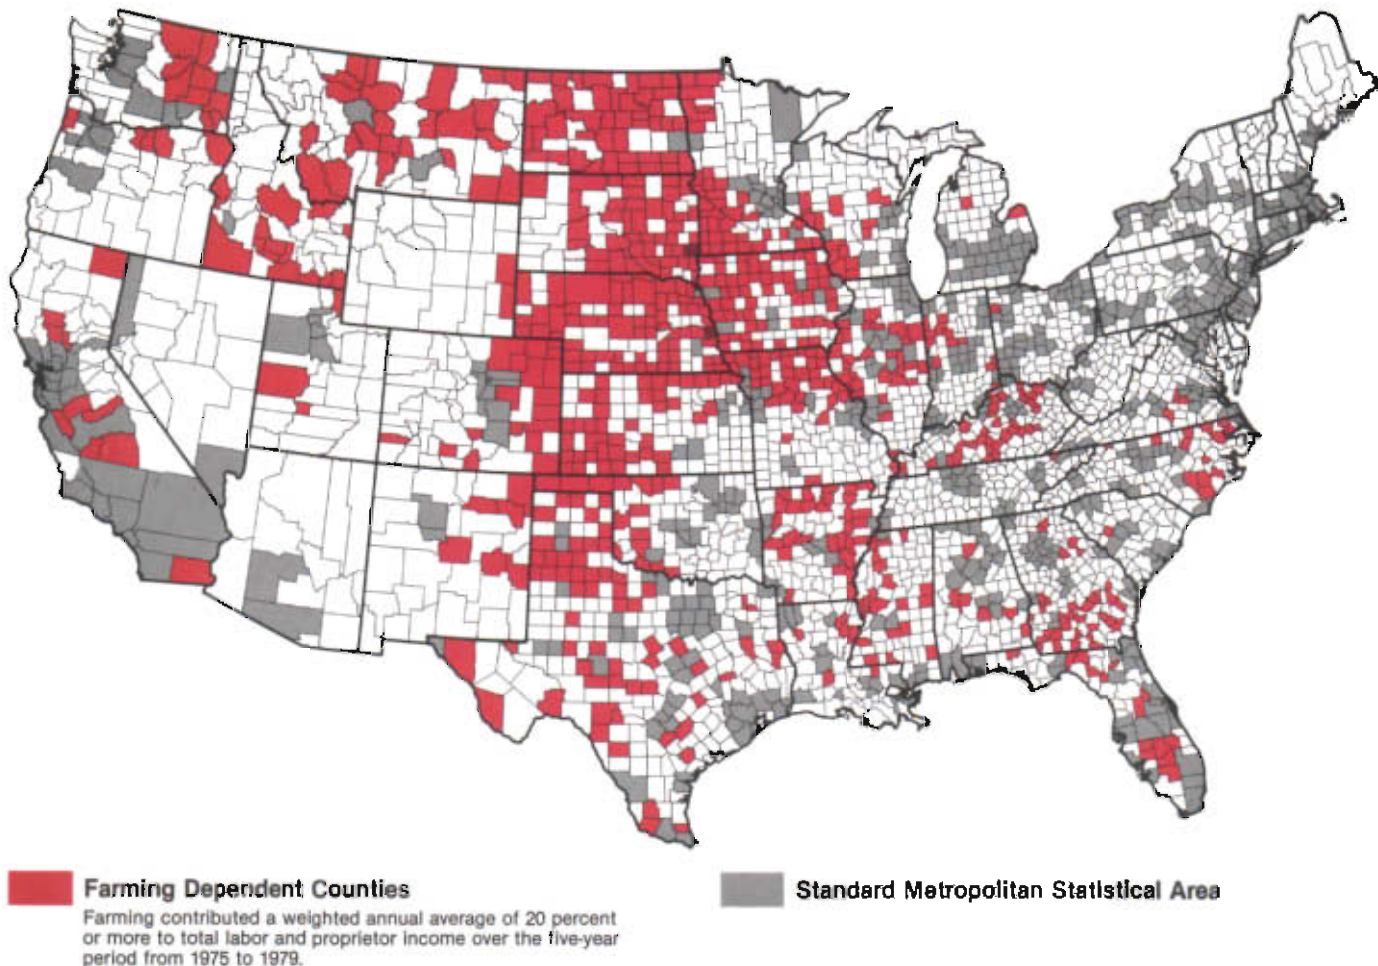 Farming Dependent Counties
Farming contributed a weighted annual average of 20 percent
or more to total labor and proprietor income over the five-year
period from 1975 to 1979.
Standard Metropolitan Statistical Area